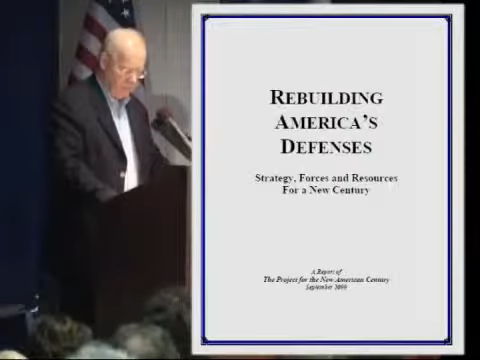 REBUILDING
AMERICA'S
DEFENSES
Strategy, Forces and Resources
For a New Century
A Report of
The Project for the New American Century
September 2000